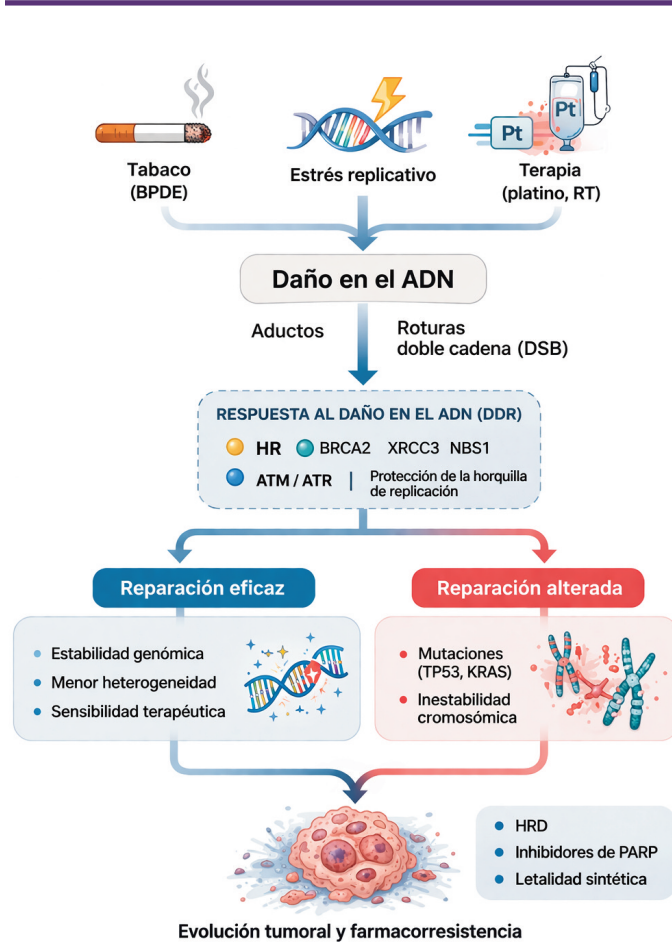 Pt
Pt
Tabaco
(BPDE)
Estrés replicativo
Terapia
(platino, RT)
Daño en el ADN
Aductos
Roturas
doble cadena (DSB)
RESPUESTA AL DAÑO EN EL ADN (DDR)
HR BRCA2 XRCC3 NBS1
ATM / ATR | Protección de la horquilla
de replicación
Reparación eficaz
Estabilidad genómica
Menor heterogeneidad
Sensibilidad terapéutica
Reparación alterada
Mutaciones
(TP53, KRAS)
Inestabilidad
cromosómica
HRD
Inhibidores de PARP
Letalidad sintética
Evolución tumoral y farmacorresistencia